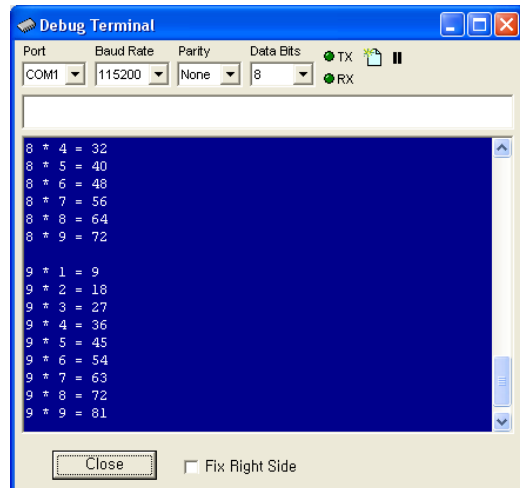 Debug Terminal
Port Baud Rate Parity Data Bits
COM1 115200 None 8 TX RX
8 * 4 = 32
8 * 5 = 40
8 * 6 = 48
8 * 7 = 56
8 * 8 = 64
8 * 9 = 72
9 * 1 = 9
9 * 2 = 18
9 * 3 = 27
9 * 4 = 36
9 * 5 = 45
9 * 6 = 54
9 * 7 = 63
9 * 8 = 72
9 * 9 = 81
Close Fix Right Side